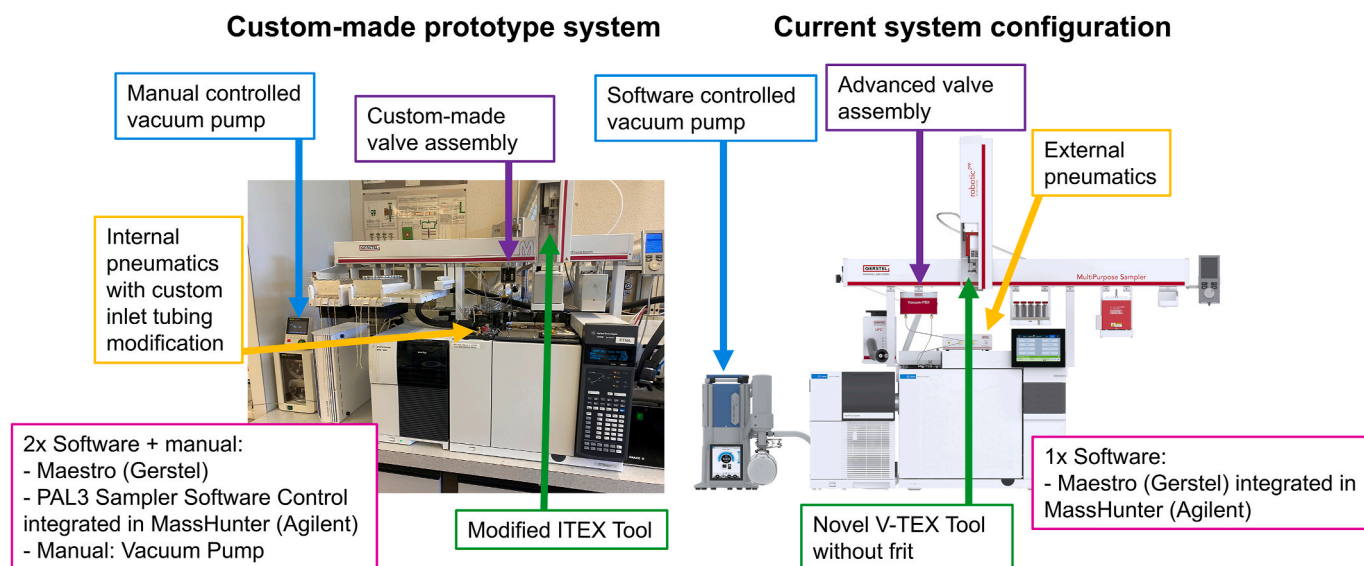 Custom-made prototype system
Current system configuration
Manual controlled
vacuum pump
Custom-made
valve assembly
Software controlled
vacuum pump
Advanced valve
assembly
External
pneumatics
Internal
pneumatics
with custom
inlet tubing
modification
GERSTEL
robotic
GERSTEL
MultiPurpose Sampler
2x Software + manual:
- Maestro (Gerstel)
- PAL3 Sampler Software Control
integrated in MassHunter (Agilent)
- Manual: Vacuum Pump
Modified ITEX Tool
Novel V-TEX Tool
without frit
1x Software:
- Maestro (Gerstel) integrated in
MassHunter (Agilent)